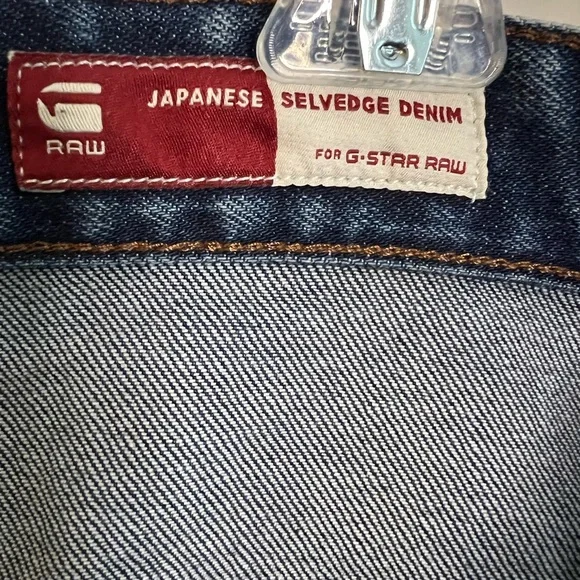 G
RAW
JAPANESE SELVEDGE DENIM
FOR G-STAR RAW